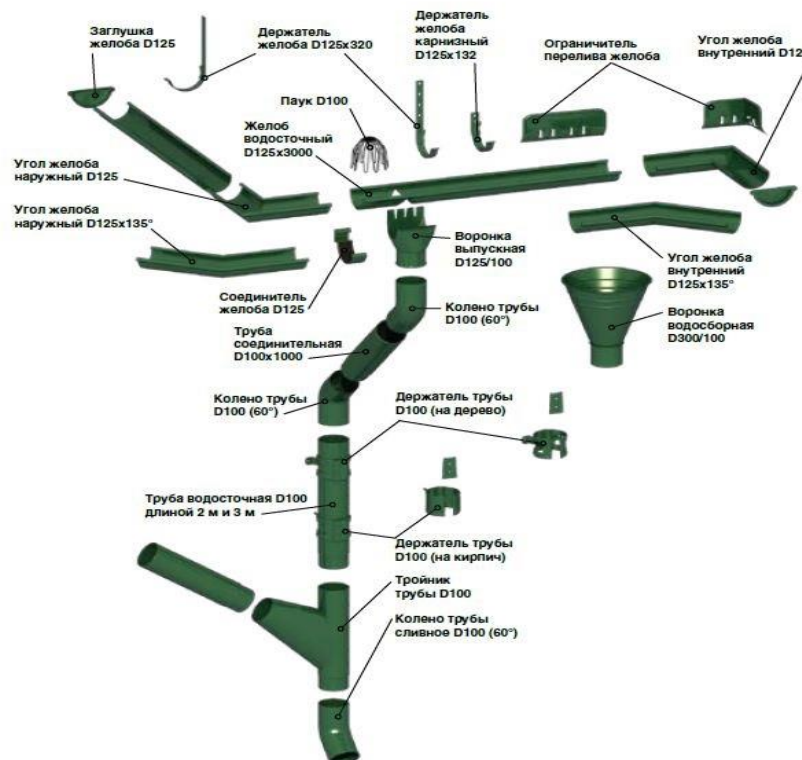 Заглушка
желоба D125
Держатель
желоба D125x320
Держатель
желоба
карнизный
D125x132
Ограничитель
перелива желоба
Угол желоба
внутренний D12
Паук D100
Желоб
водосточный
D125x3000
Угол желоба
наружный D125
Угол желоба
наружный D125x135°
Воронка
выпускная
D125/100
Угол желоба
внутренний
D125x135°
Соединитель
желоба D125
Колено трубы
D100 (60°)
Воронка
водосборная
D300/100
Труба
соединительная
D100x1000
Колено трубы
D100 (60°)
Держатель трубы
D100 (на дерево)
Труба водосточная D100
длиной 2 м и 3 м
Держатель трубы
D100 (на кирпич)
Тройник
трубы D100
Колено трубы
сливное D100 (60°)